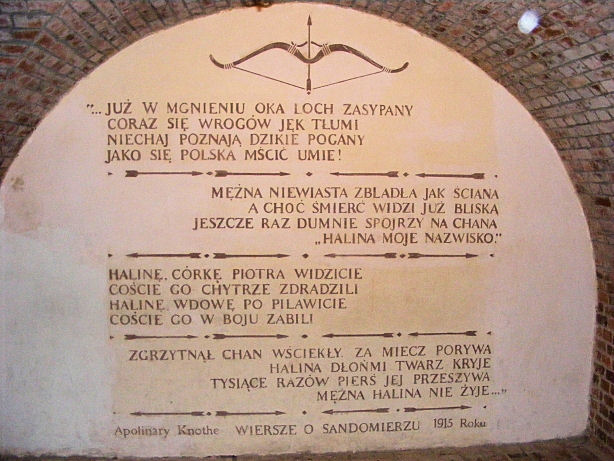 "...JUŻ W MGNIENIU OKA LOCH ZASYPANY
CORAZ SIĘ WROGÓW JĘK TŁUMI
NIECHAJ POZNAJĄ DZIKIE POGANY
JAKO SIĘ POLSKA MŚCIĆ UMIE!
MĘŻNA NIEWIASTA ZBLADŁA JAK ŚCIANA
A CHOĆ ŚMIERĆ WIDZI JUŻ BLISKĄ
JESZCZE RAZ DUMNIE SPOJRZY NA CHANA
„HALINA MOJE NAZWISKO."
HALINĘ, CÓRKĘ PIOTRA WIDZICIE
COŚCIE GO CHYTRZE ZDRADZILI
HALINĘ, WDOWĘ PO PILAWICIE
COŚCIE GO W BOJU ZABILI
ZGRZYTNĄŁ CHAN WŚCIEKŁY, ZA MIECZ PORYWA
HALINA DŁOŃMI TWARZ KRYJE
TYSIĄCE RAZÓW PIERŚ JEJ PRZESZYWA
MĘŻNA HALINA NIE ŻYJE..."
Apolinary Knothe WIERSZE O SANDOMIERZU 1915 Roku